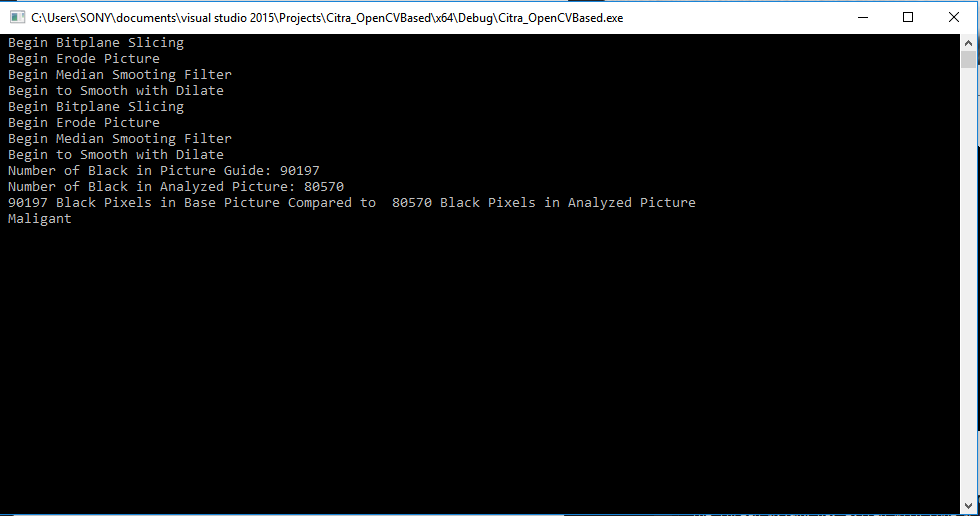 C:\Users\SONY\documents\visual studio 2015\Projects\Citra_OpenCVBased\x64\Debug\Citra_OpenCVBased.exe
Begin Bitplane Slicing
Begin Erode Picture
Begin Median Smooting Filter
Begin to Smooth with Dilate
Begin Bitplane Slicing
Begin Erode Picture
Begin Median Smooting Filter
Begin to Smooth with Dilate
Number of Black in Picture Guide: 90197
Number of Black in Analyzed Picture: 80570
90197 Black Pixels in Base Picture Compared to  80570 Black Pixels in Analyzed Picture
Maligant